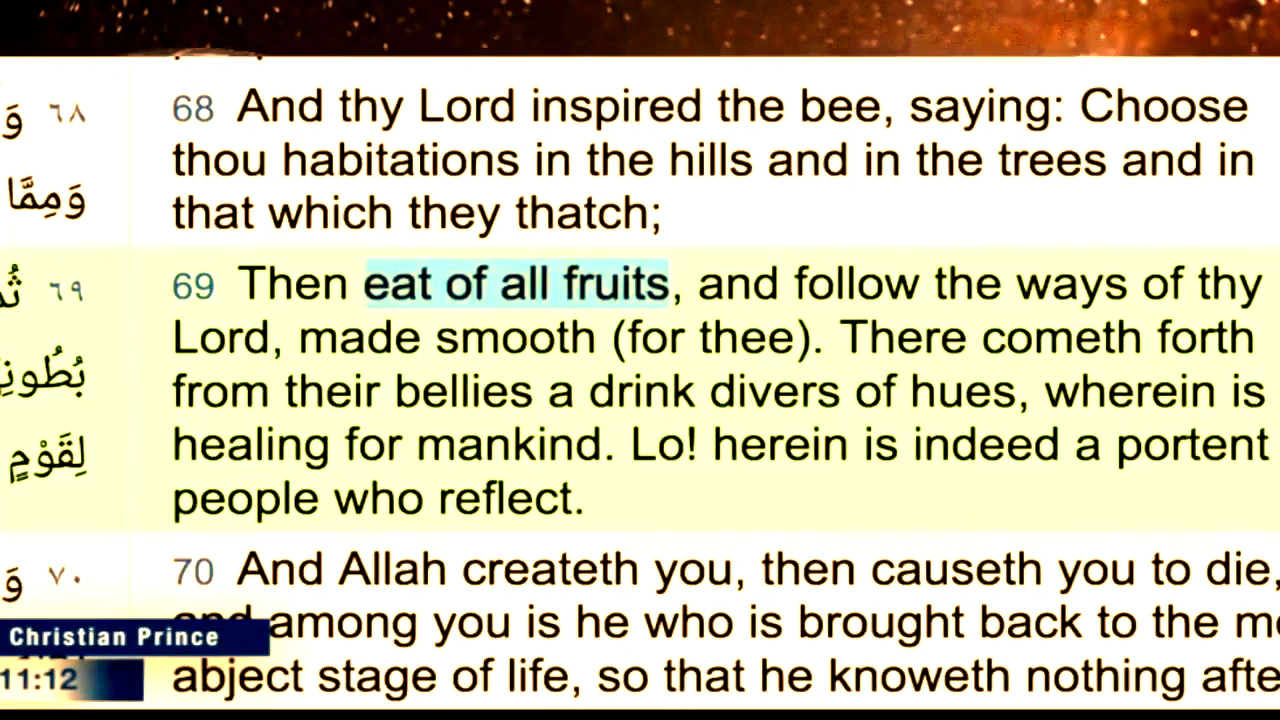 ٦٨ وَ
وَمِمَّا
68 And thy Lord inspired the bee, saying: Choose
thou habitations in the hills and in the trees and in
that which they thatch;
٦٩
لِقَوْمٍ
69 Then eat of all fruits, and follow the ways of thy
Lord, made smooth (for thee). There cometh forth
from their bellies a drink divers of hues, wherein is
healing for mankind. Lo! herein is indeed a portent
people who reflect.
٧٠ وَ
70 And Allah createth you, then causeth you to die,
and among you is he who is brought back to the mo
abject stage of life, so that he knoweth nothing afte
Christian Prince
11:12